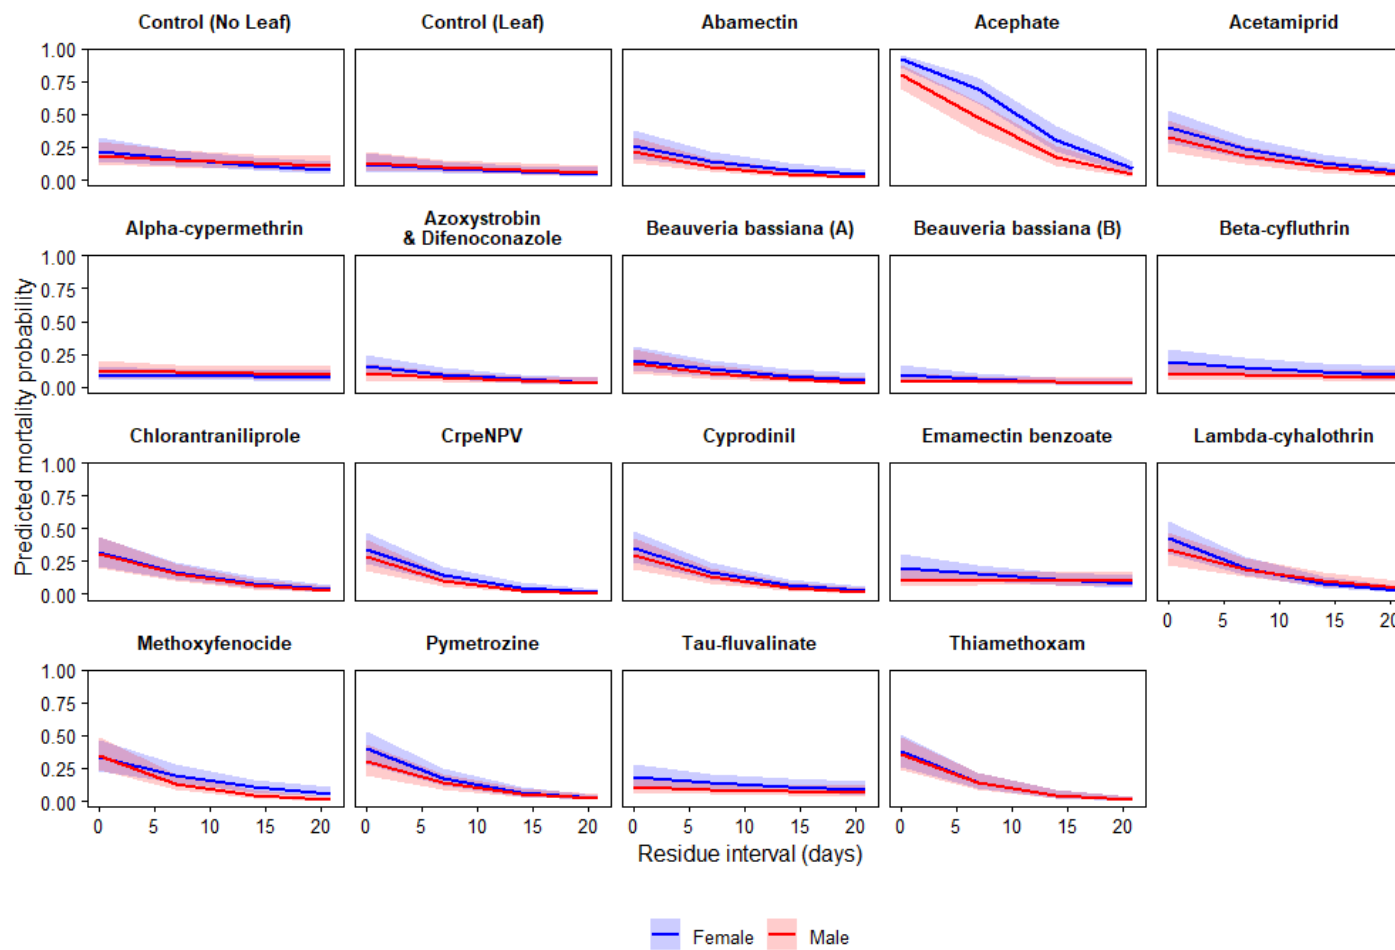 Control (No Leaf)
Control (Leaf)
Abamectin
Acephate
Acetamiprid
1.00
0.75
0.50
0.25
0.00
Alpha-cypermethrin
Azoxystrobin
& Difenoconazole
Beauveria bassiana (A)
Beauveria bassiana (B)
Beta-cyfluthrin
1.00
0.75
0.50
0.25
0.00
Predicted mortality probability
Chlorantraniliprole
CrpeNPV
Cyprodinil
Emamectin benzoate
Lambda-cyhalothrin
1.00
0.75
0.50
0.25
0.00
0 5 10 15 20
Methoxyfenocide
Pymetrozine
Tau-fluvalinate
Thiamethoxam
1.00
0.75
0.50
0.25
0.00
0 5 10 15 20
0 5 10 15 20
0 5 10 15 20
0 5 10 15 20
Residue interval (days)
Female
Male